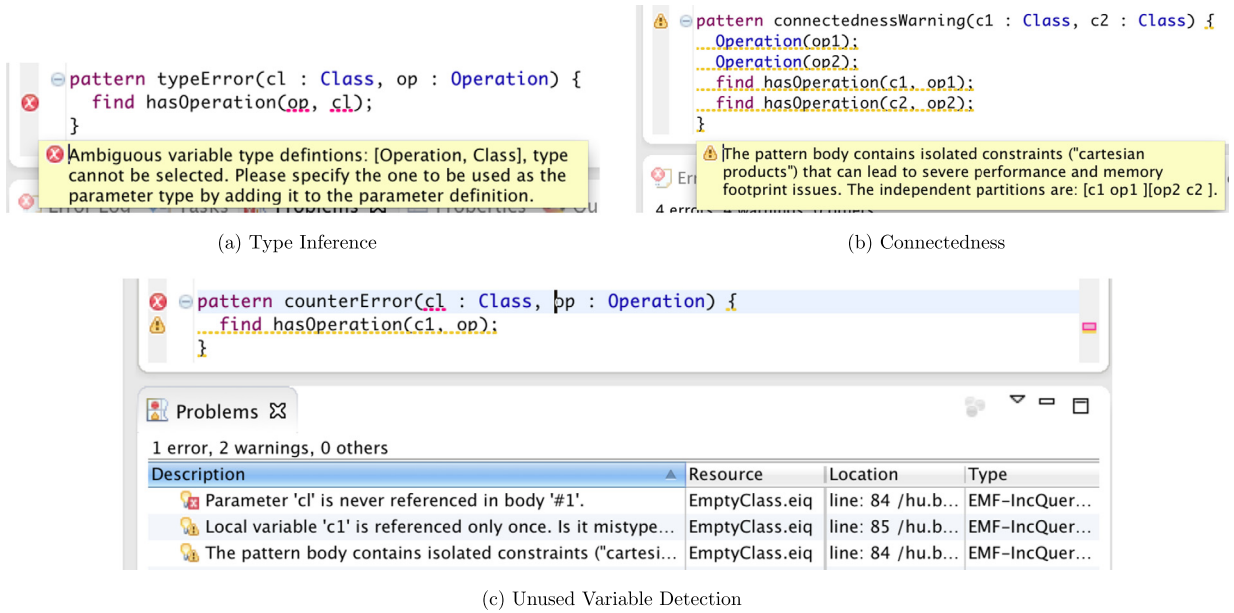 pattern typeError(cl : Class, op : Operation) {
find hasOperation(op, cl);
}
Ambiguous variable type defintions: [Operation, Class], type
cannot be selected. Please specify the one to be used as the
parameter type by adding it to the parameter definition.
(a) Type Inference
pattern connectednessWarning(c1 : Class, c2 : Class) {
Operation(op1);
Operation(op2);
find hasOperation(c1, op1);
find hasOperation(c2, op2);
}
The pattern body contains isolated constraints ("cartesian
products") that can lead to severe performance and memory
footprint issues. The independent partitions are: [c1 op1 ][op2 c2 ].
(b) Connectedness
pattern counterError(cl : Class, op : Operation) {
find hasOperation(c1, op);
}
Problems
1 error, 2 warnings, 0 others
Description Resource Location Type
Parameter 'cl' is never referenced in body '#1'. EmptyClass.eiq line: 84 /hu.b... EMF-IncQuer...
Local variable 'c1' is referenced only once. Is it mistype... EmptyClass.eiq line: 85 /hu.b... EMF-IncQuer...
The pattern body contains isolated constraints ("cartesi... EmptyClass.eiq line: 84 /hu.b... EMF-IncQuer...
(c) Unused Variable Detection